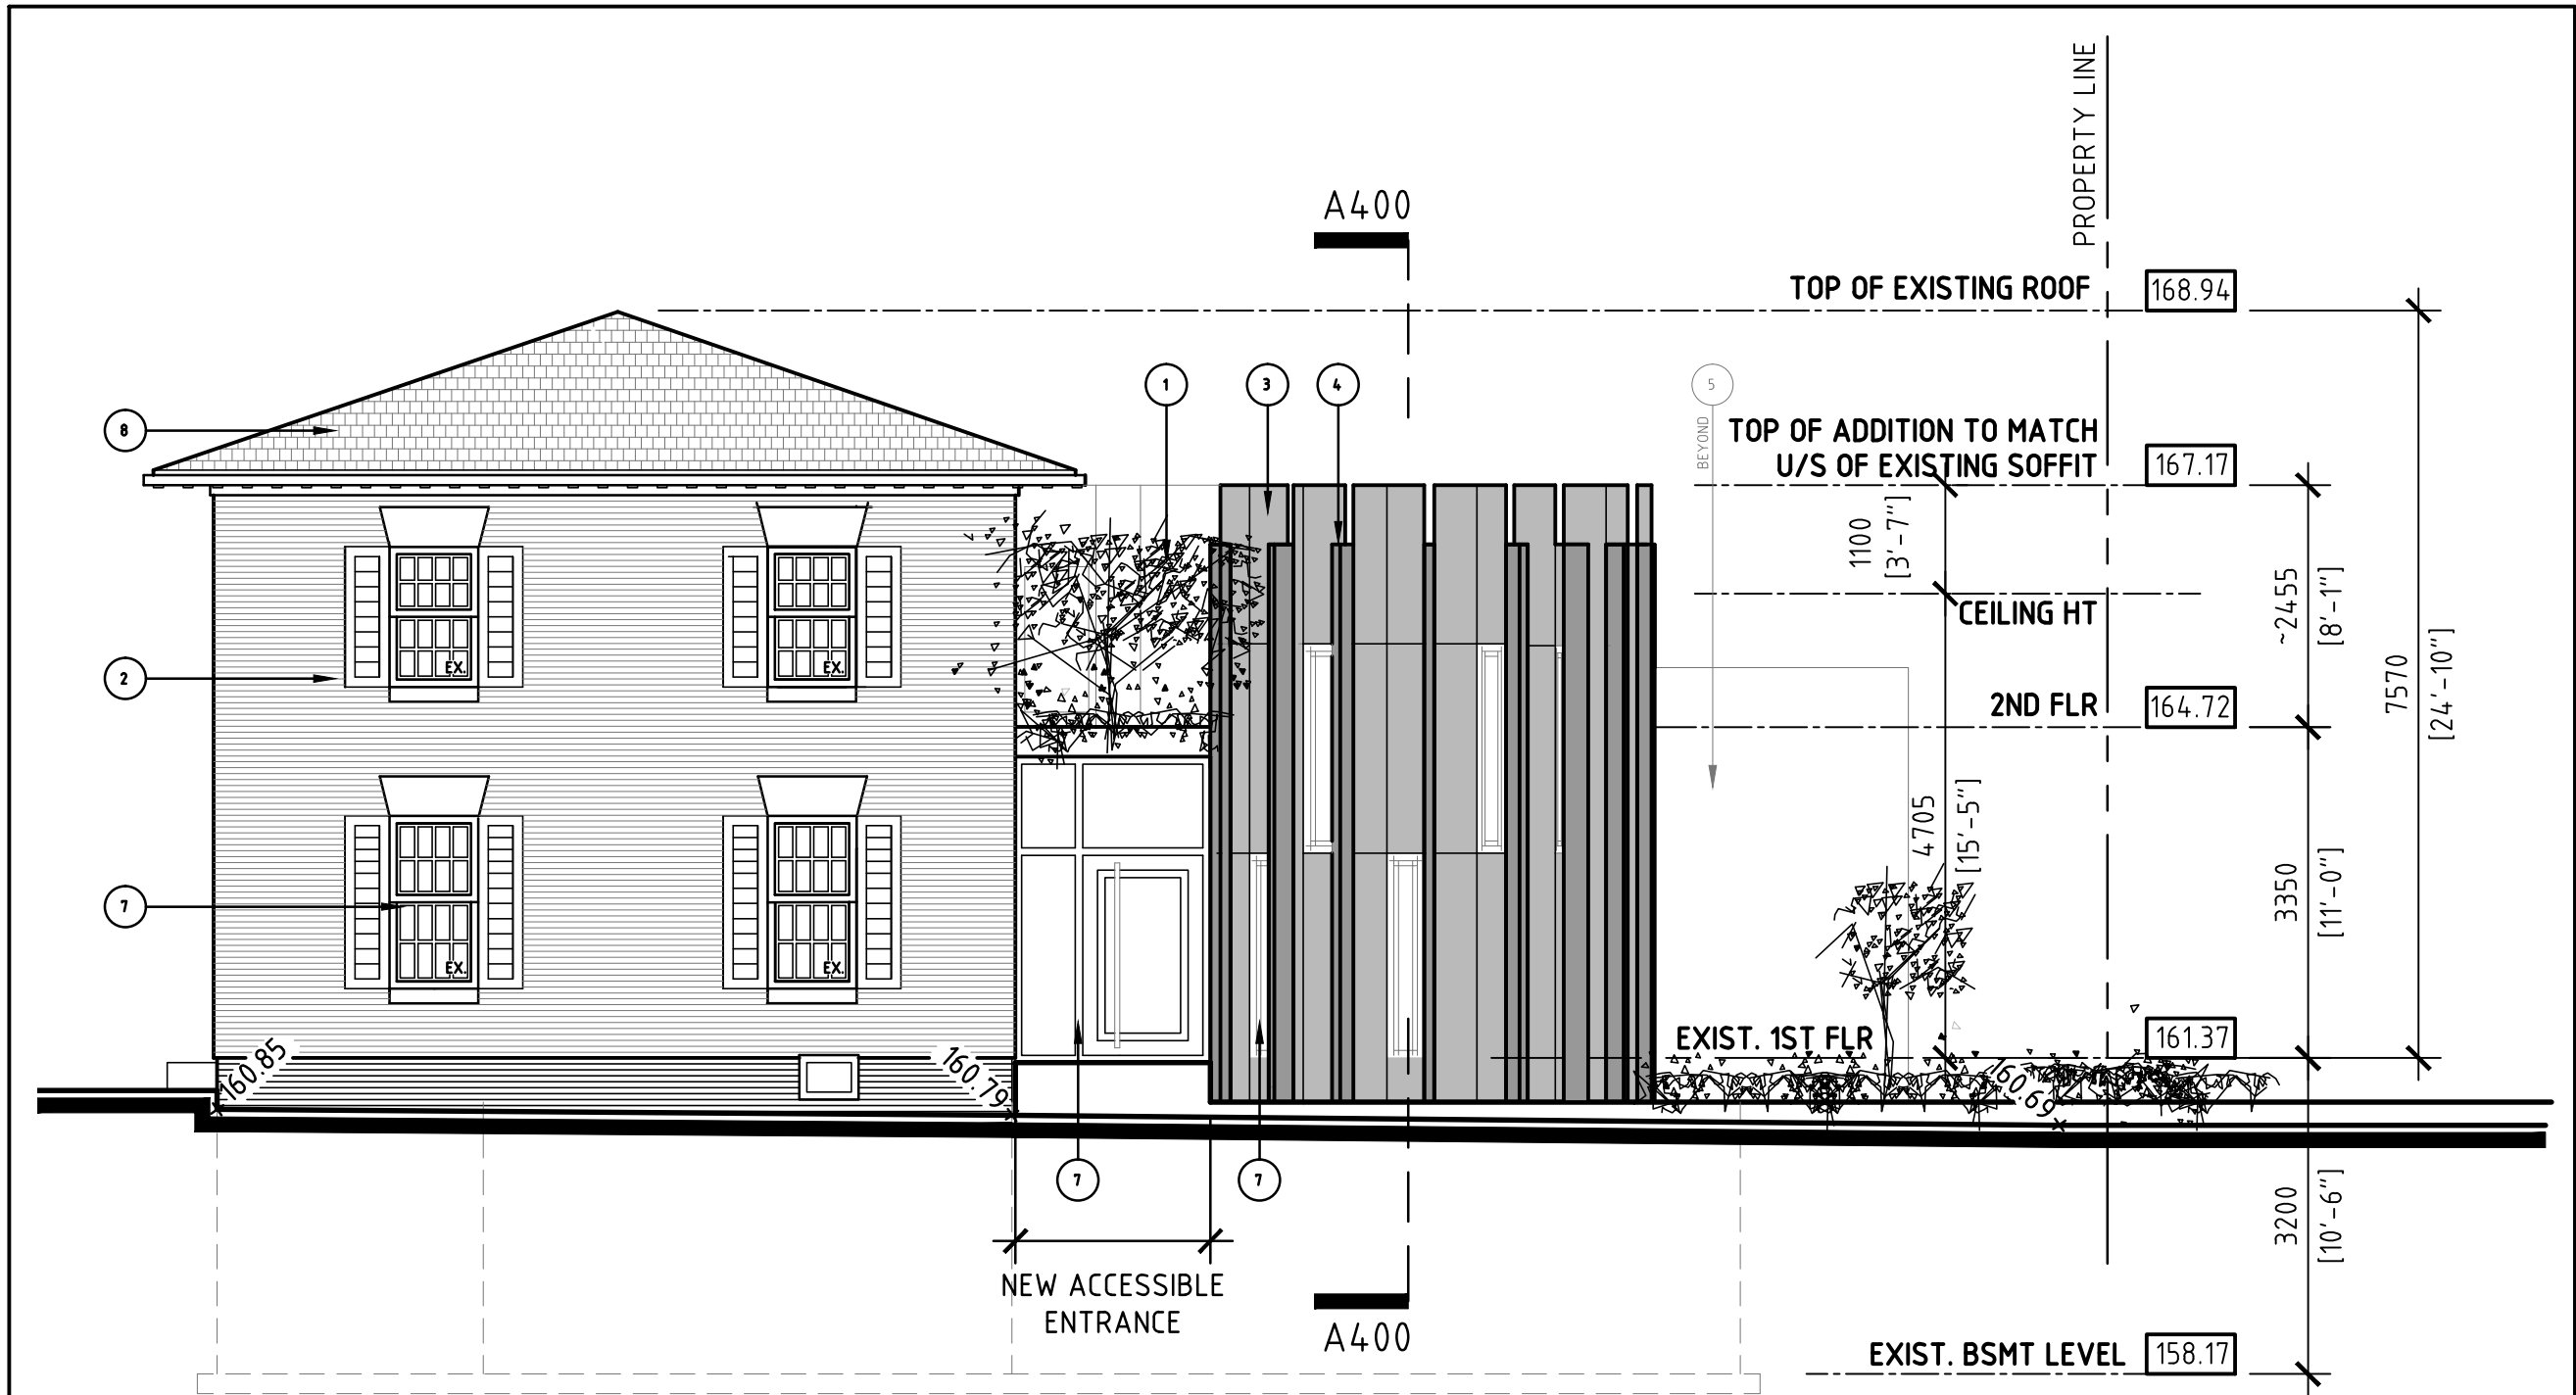 PROPERTY LINE
A400
TOP OF EXISTING ROOF 168.94
1
3
4
5
BEYOND
8
TOP OF ADDITION TO MATCH
U/S OF EXISTING SOFFIT 167.17
1100
[3'-7"]
CEILING HT
~2455
[8'-1"]
7570
[24'-10"]
EX.
EX.
2
2ND FLR 164.72
4705
[15'-5"]
3350
[11'-0"]
7
EX.
EX.
EXIST. 1ST FLR 161.37
160.85
160.79
160.69
7
7
3200
[10'-6"]
NEW ACCESSIBLE
ENTRANCE
A400
EXIST. BSMT LEVEL 158.17